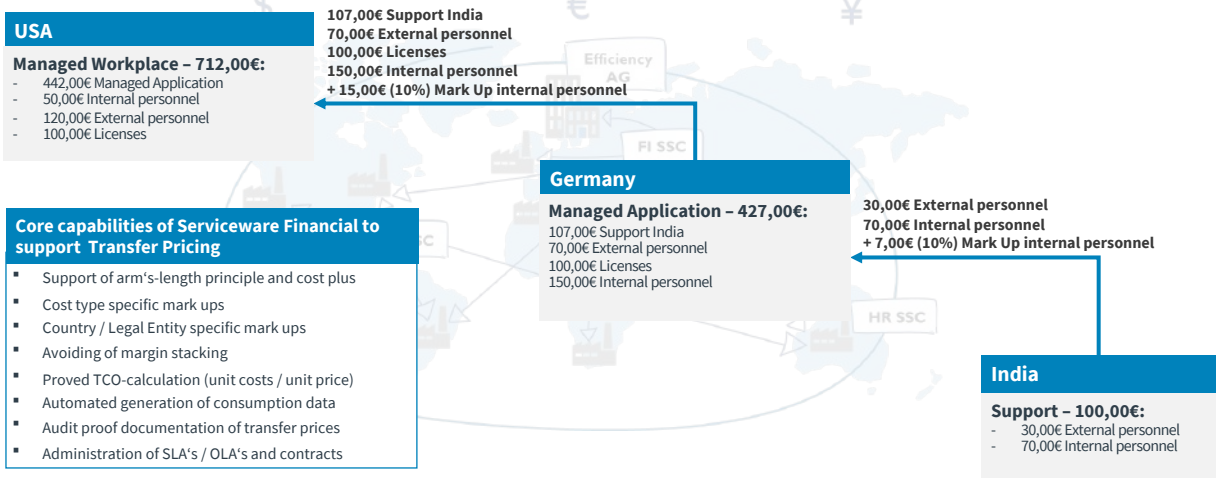 $
€
¥
USA
Managed Workplace – 712,00€:
- 442,00€ Managed Application
- 50,00€ Internal personnel
- 120,00€ External personnel
- 100,00€ Licenses
107,00€ Support India
70,00€ External personnel
100,00€ Licenses
150,00€ Internal personnel
+ 15,00€ (10%) Mark Up internal personnel
Efficiency
AG
FI SSC
Germany
Managed Application – 427,00€:
107,00€ Support India
70,00€ External personnel
100,00€ Licenses
150,00€ Internal personnel
30,00€ External personnel
70,00€ Internal personnel
+ 7,00€ (10%) Mark Up internal personnel
HR SSC
Core capabilities of Serviceware Financial to
support Transfer Pricing
▪ Support of arm‘s-length principle and cost plus
▪ Cost type specific mark ups
▪ Country / Legal Entity specific mark ups
▪ Avoiding of margin stacking
▪ Proved TCO-calculation (unit costs / unit price)
▪ Automated generation of consumption data
▪ Audit proof documentation of transfer prices
▪ Administration of SLA‘s / OLA‘s and contracts
India
Support – 100,00€:
- 30,00€ External personnel
- 70,00€ Internal personnel